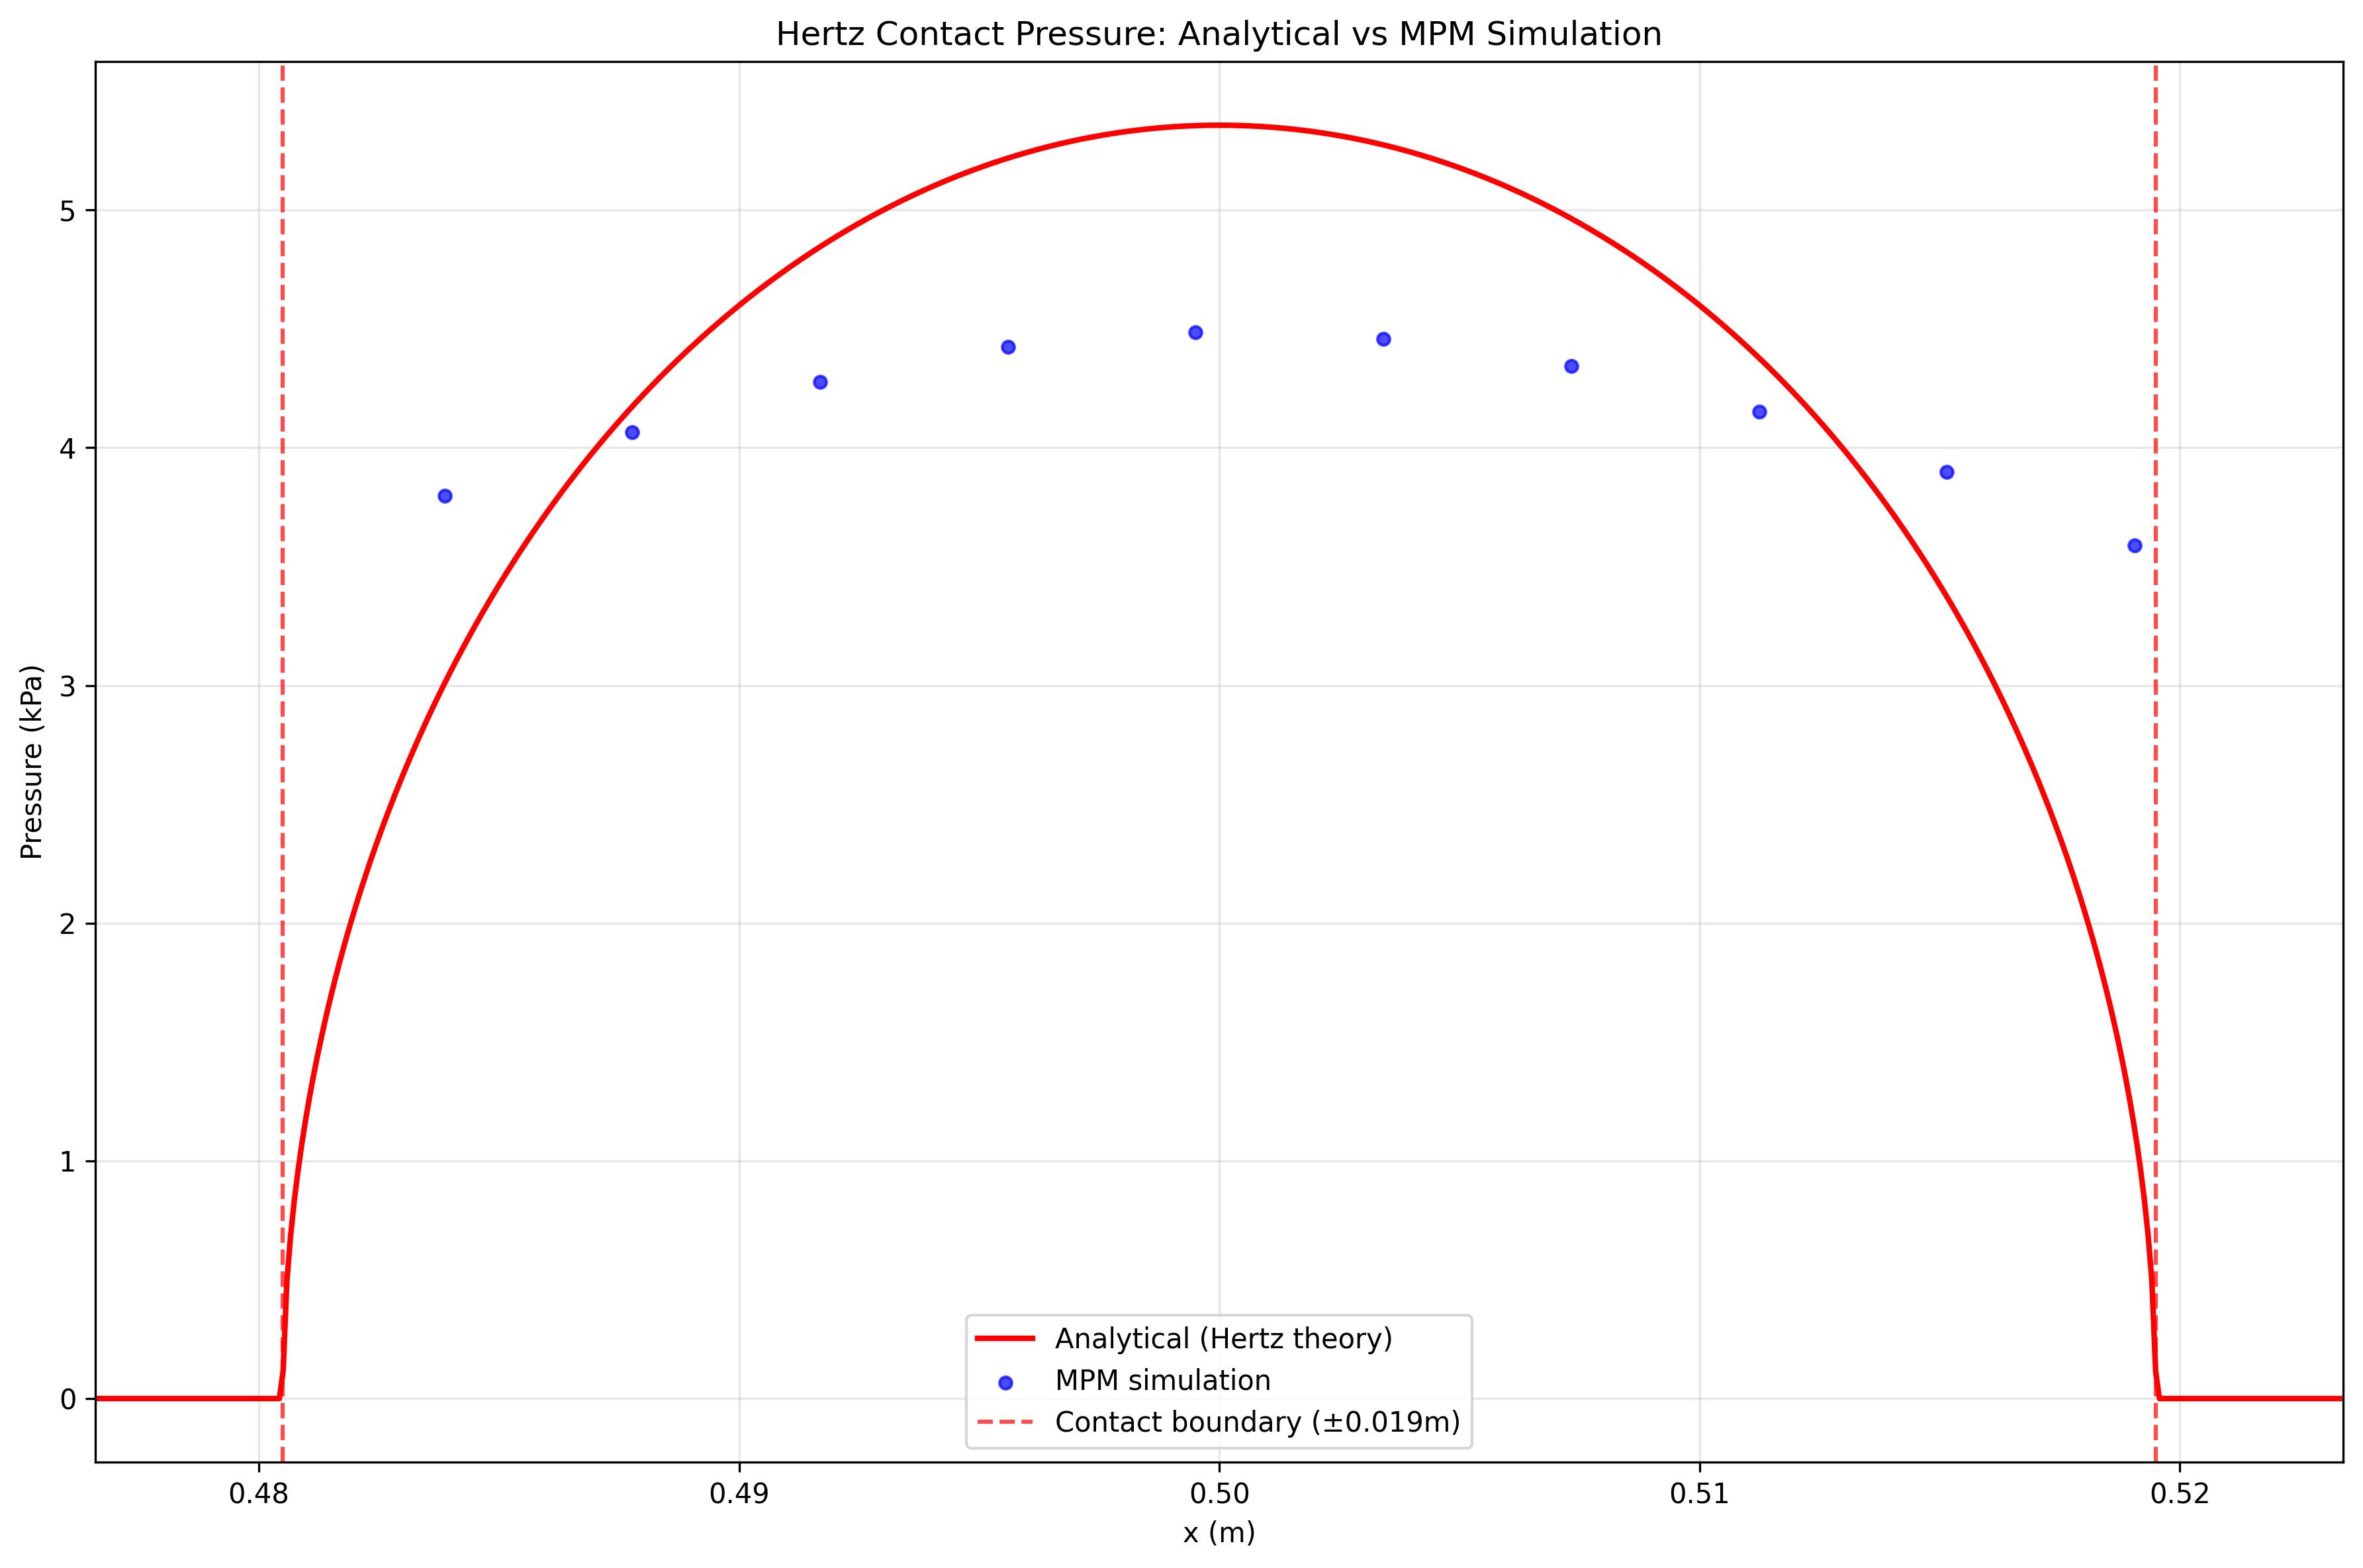 Hertz Contact Pressure: Analytical vs MPM Simulation
Pressure (kPa)
5
4
3
2
1
0
Analytical (Hertz theory)
MPM simulation
Contact boundary (±0.019m)
0.48 0.49 0.50 0.51 0.52
x (m)